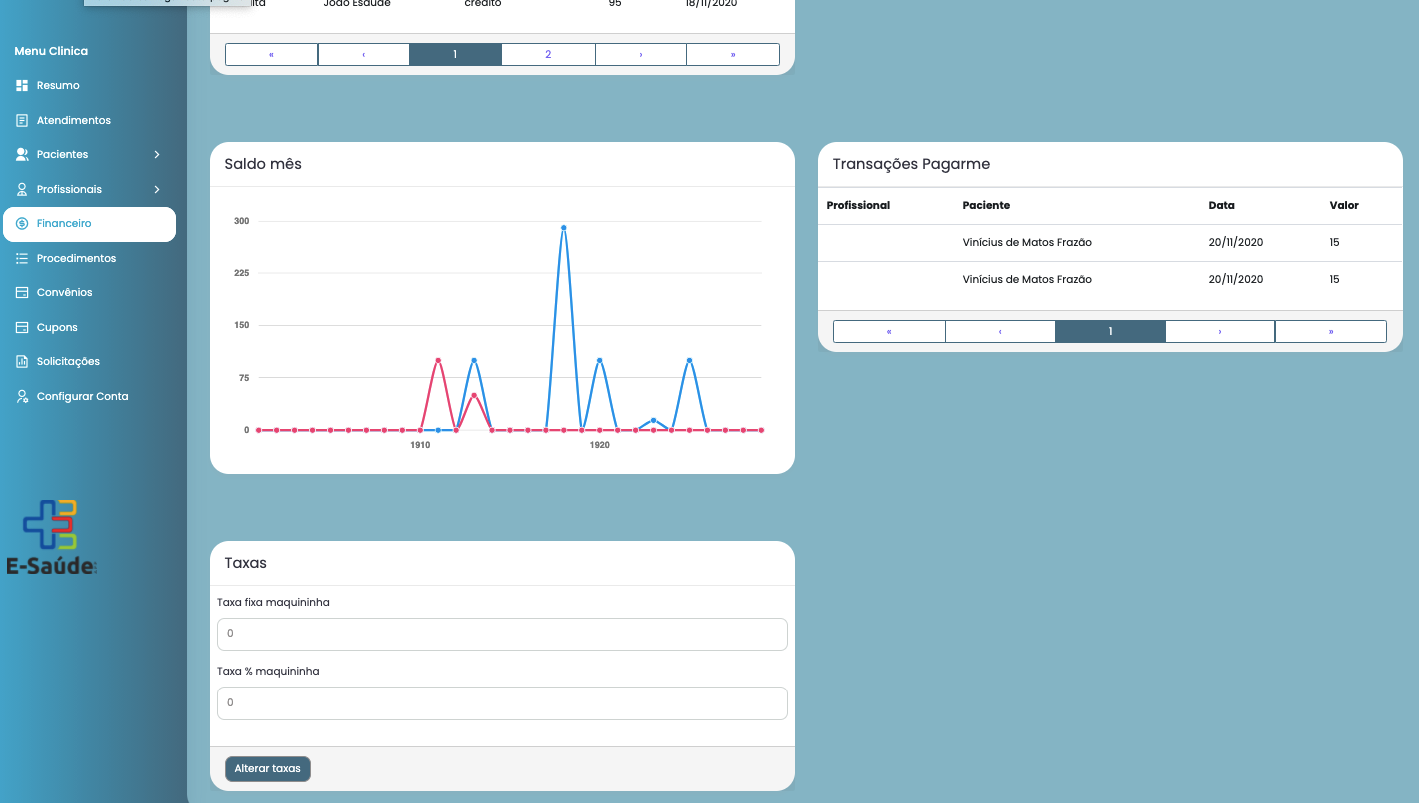 João Esaude crédito 95 18/11/2020
« ‹ 1 2 › »
Menu Clinica
Resumo
Atendimentos
Pacientes
Profissionais
Financeiro
Procedimentos
Convênios
Cupons
Solicitações
Configurar Conta
E-Saúde
Saldo mês
300
225
150
75
0
1910 1920
Transações Pagarme
Profissional Paciente Data Valor
Vinícius de Matos Frazão 20/11/2020 15
Vinícius de Matos Frazão 20/11/2020 15
« ‹ 1 › »
Taxas
Taxa fixa maquininha
0
Taxa % maquininha
0
Alterar taxas